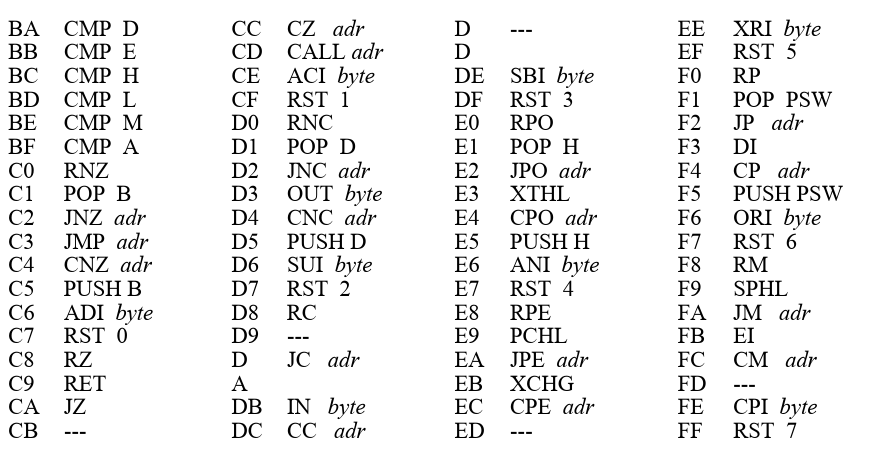 BA CMP D
BB CMP E
BC CMP H
BD CMP L
BE CMP M
BF CMP A
C0 RNZ
C1 POP B
C2 JNZ adr
C3 JMP adr
C4 CNZ adr
C5 PUSH B
C6 ADI byte
C7 RST 0
C8 RZ
C9 RET
CA JZ
CB ---
CC CZ adr
CD CALL adr
CE ACI byte
CF RST 1
D0 RNC
D1 POP D
D2 JNC adr
D3 OUT byte
D4 CNC adr
D5 PUSH D
D6 SUI byte
D7 RST 2
D8 RC
D9 ---
D JC adr
A
DB IN byte
DC CC adr
D ---
D
DE SBI byte
DF RST 3
E0 RPO
E1 POP H
E2 JPO adr
E3 XTHL
E4 CPO adr
E5 PUSH H
E6 ANI byte
E7 RST 4
E8 RPE
E9 PCHL
EA JPE adr
EB XCHG
EC CPE adr
ED ---
EE XRI byte
EF RST 5
F0 RP
F1 POP PSW
F2 JP adr
F3 DI
F4 CP adr
F5 PUSH PSW
F6 ORI byte
F7 RST 6
F8 RM
F9 SPHL
FA JM adr
FB EI
FC CM adr
FD ---
FE CPI byte
FF RST 7